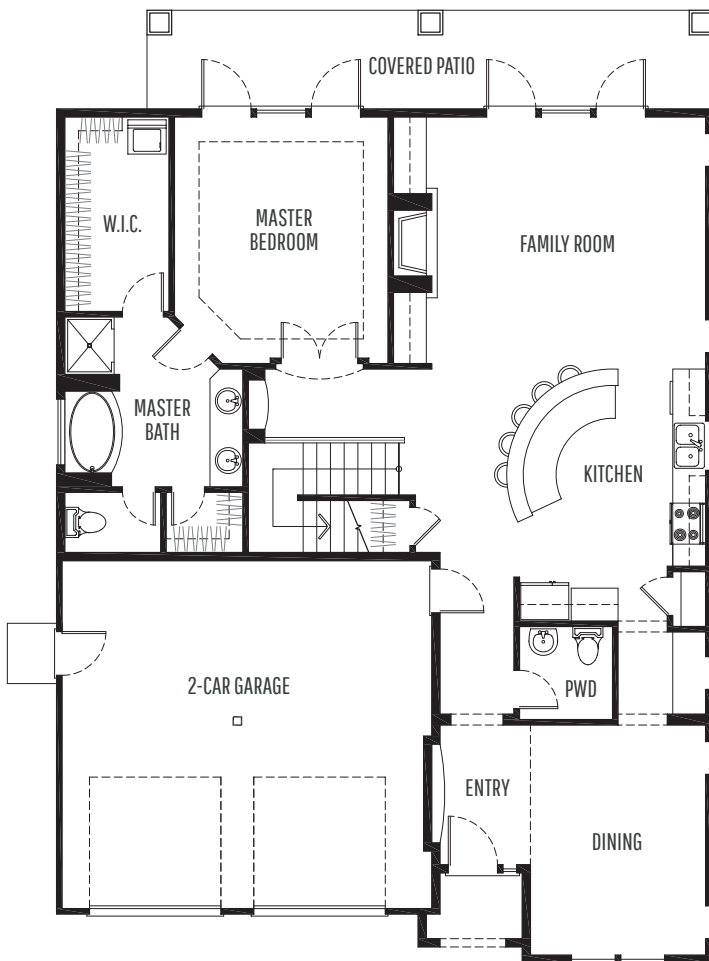 COVERED PATIO
W.I.C.
MASTER
BEDROOM
FAMILY ROOM
MASTER
BATH
KITCHEN
2-CAR GARAGE
PWD
ENTRY
DINING